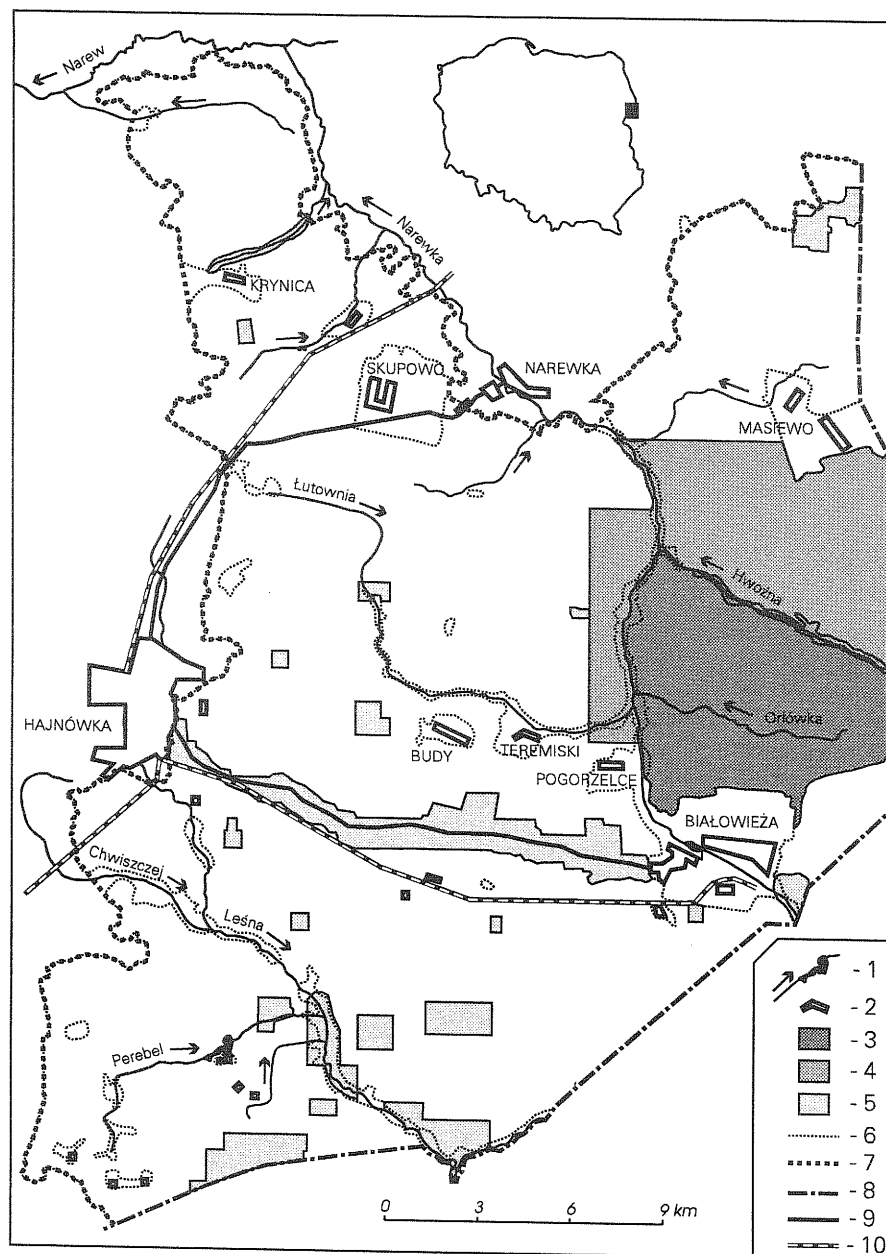 Narew
Narewka
KRYNICA
SKUPOWO
NAREWKA
MASIEWO
Łutownia
Hwoźna
Orłówka
HAJNÓWKA
BUDY
TEREMISKI
POGORZELCE
BIAŁOWIEŻA
Chwiszczej
Leśna
Perebel
0 3 6 9 km
- 1
- 2
- 3
- 4
- 5
- 6
- 7
- 8
- 9
- 10